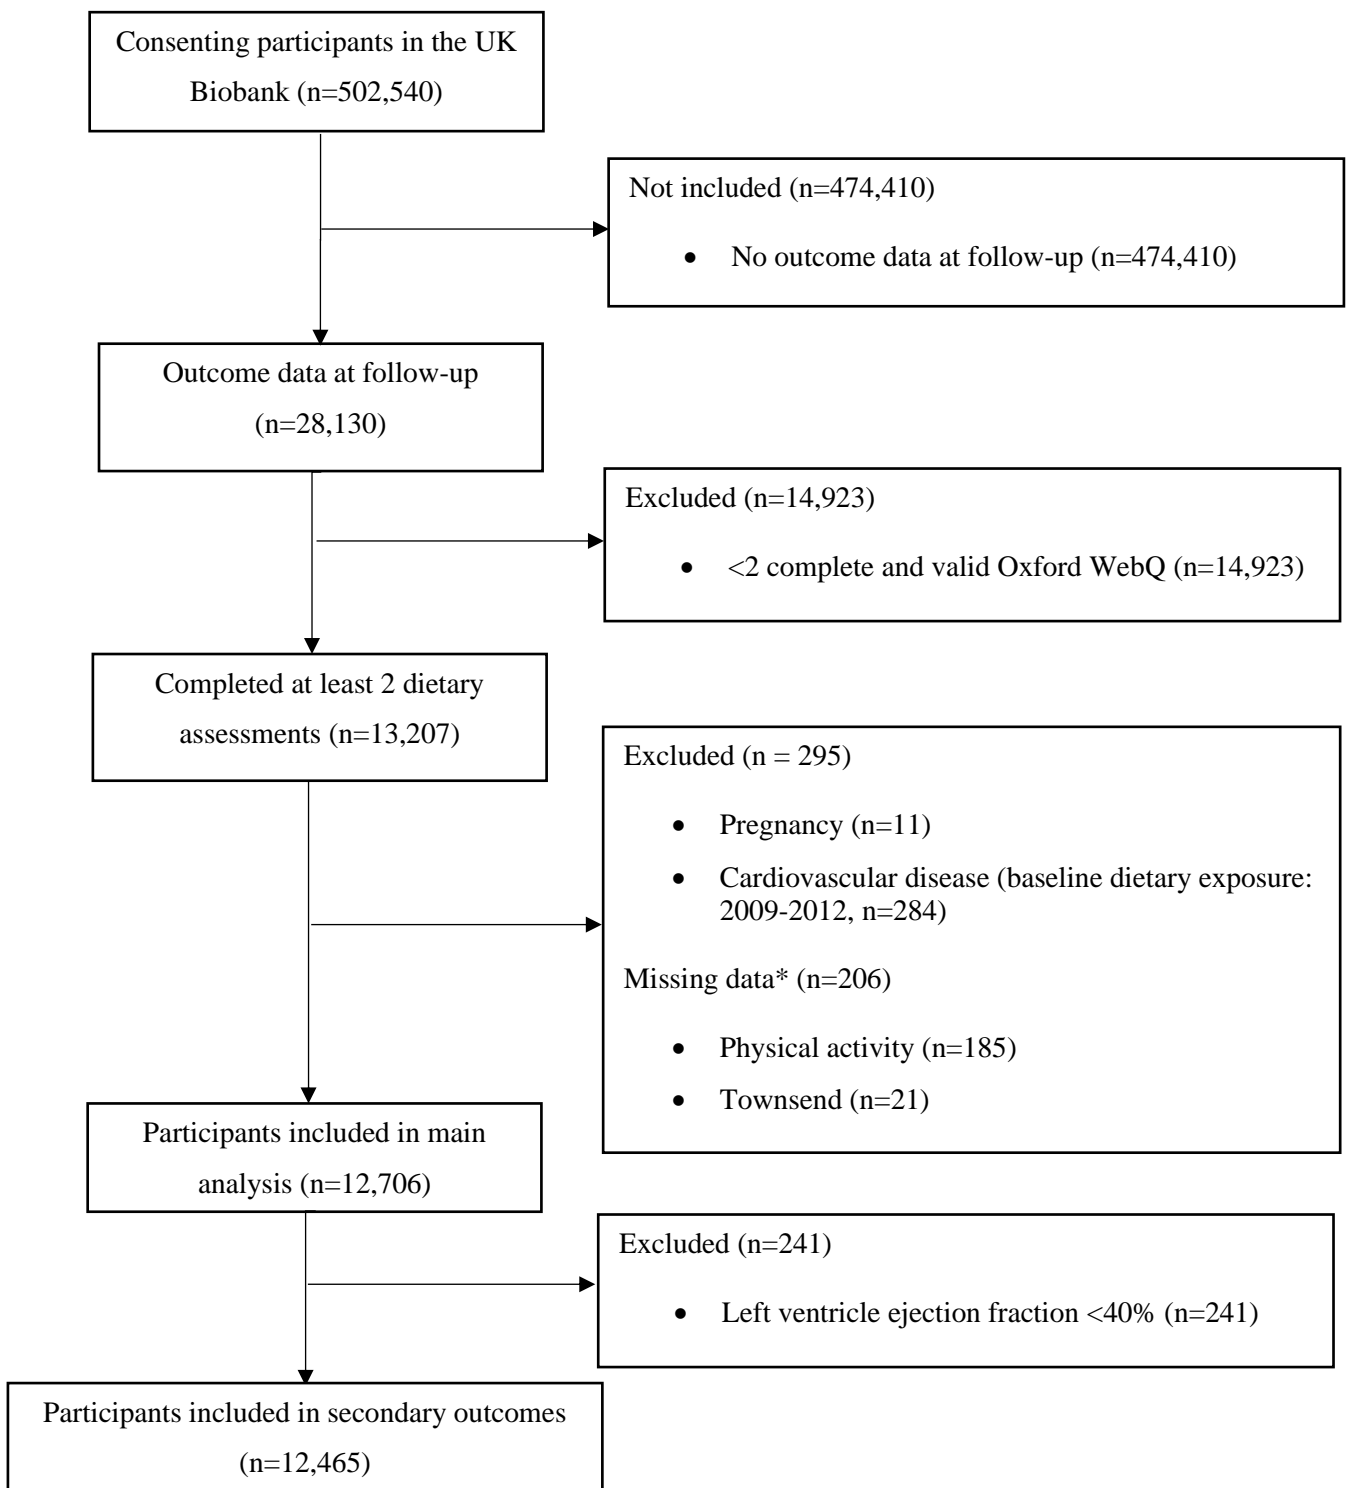 Consenting participants in the UK
Biobank (n=502,540)
Not included (n=474,410)
• No outcome data at follow-up (n=474,410)
Outcome data at follow-up
(n=28,130)
Excluded (n=14,923)
• <2 complete and valid Oxford WebQ (n=14,923)
Completed at least 2 dietary
assessments (n=13,207)
Excluded (n = 295)
• Pregnancy (n=11)
• Cardiovascular disease (baseline dietary exposure:
2009-2012, n=284)
Missing data* (n=206)
• Physical activity (n=185)
• Townsend (n=21)
Participants included in main
analysis (n=12,706)
Excluded (n=241)
• Left ventricle ejection fraction <40% (n=241)
Participants included in secondary outcomes
(n=12,465)